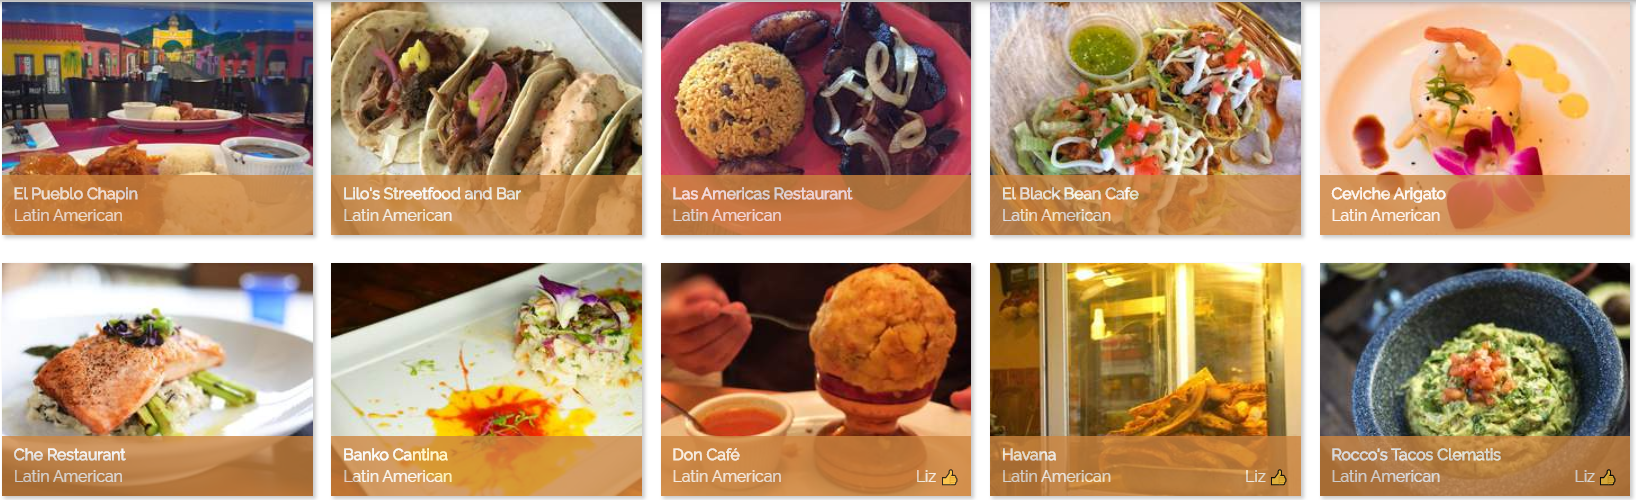 El Pueblo Chapin
Latin American
Lilo's Streetfood and Bar
Latin American
Las Americas Restaurant
Latin American
El Black Bean Cafe
Latin American
Ceviche Arigato
Latin American
Che Restaurant
Latin American
Banko Cantina
Latin American
Don Café
Latin American
Liz 👍
Havana
Latin American
Liz 👍
Rocco's Tacos Clematis
Latin American
Liz 👍